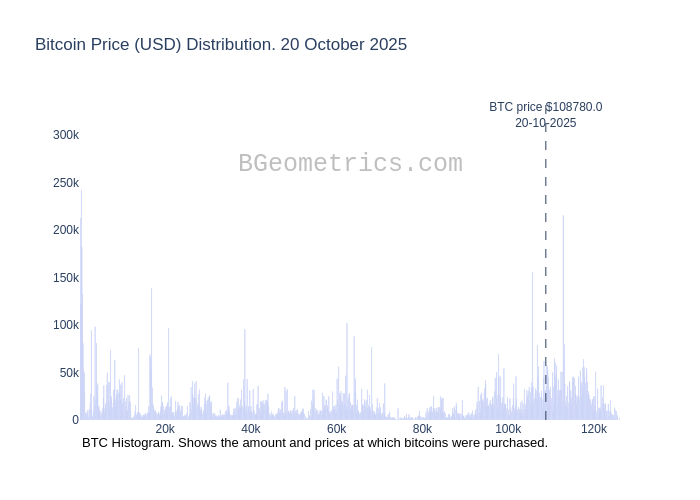 Bitcoin Price (USD) Distribution. 20 October 2025
BTC price $108780.0
20-10-2025
BGeometrics.com
300k
250k
200k
150k
100k
50k
0
20k 40k 60k 80k 100k 120k
BTC Histogram. Shows the amount and prices at which bitcoins were purchased.